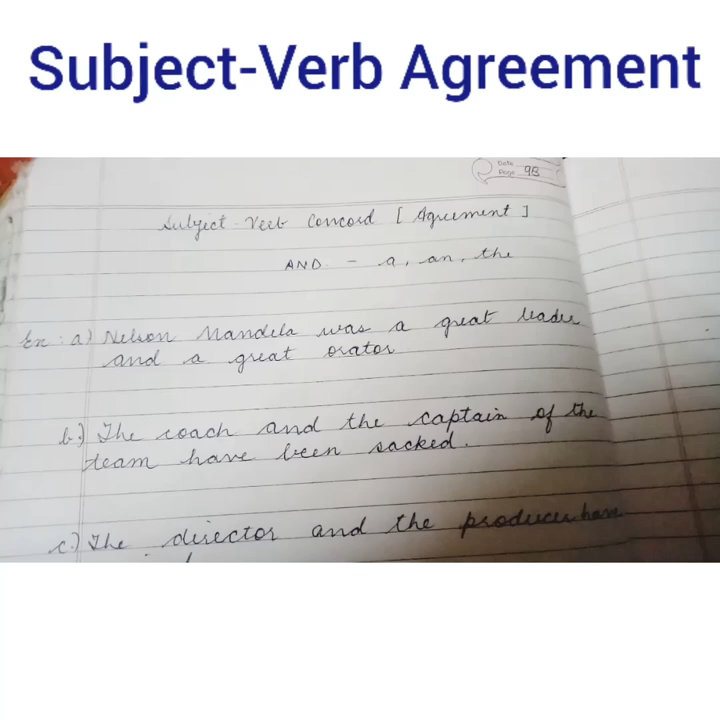 Subject-Verb Agreement
Date
Page 93
Subject-Verb Concord [Agreement]
AND - a, an, the
Ex: a) Nelson Mandela was a great leader
and a great orator
b.) The coach and the captain of the
team have been sacked.
c.) The director and the producer have